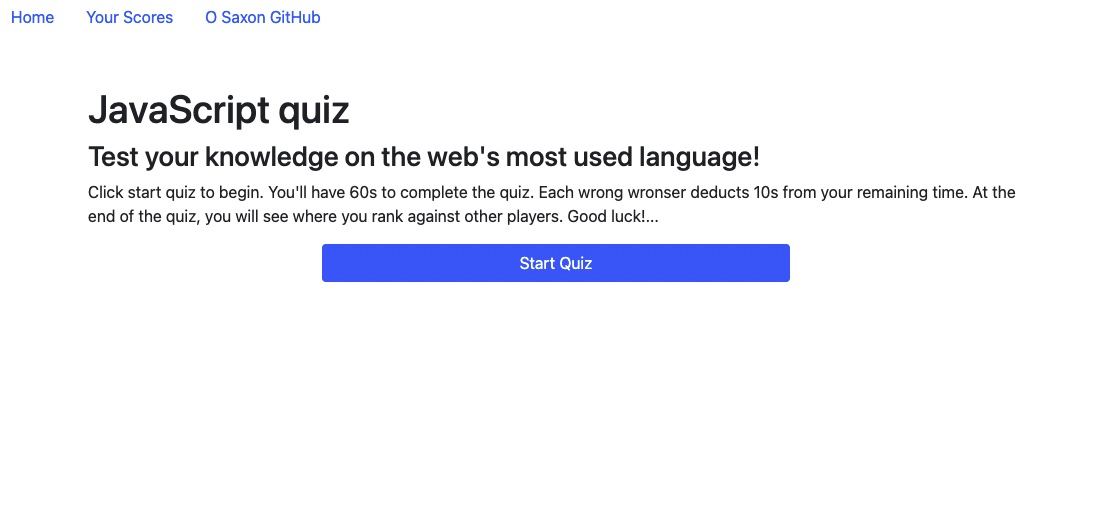 Home Your Scores O Saxon GitHub
JavaScript quiz
Test your knowledge on the web's most used language!
Click start quiz to begin. You'll have 60s to complete the quiz. Each wrong wronser deducts 10s from your remaining time. At the
end of the quiz, you will see where you rank against other players. Good luck!...
Start Quiz